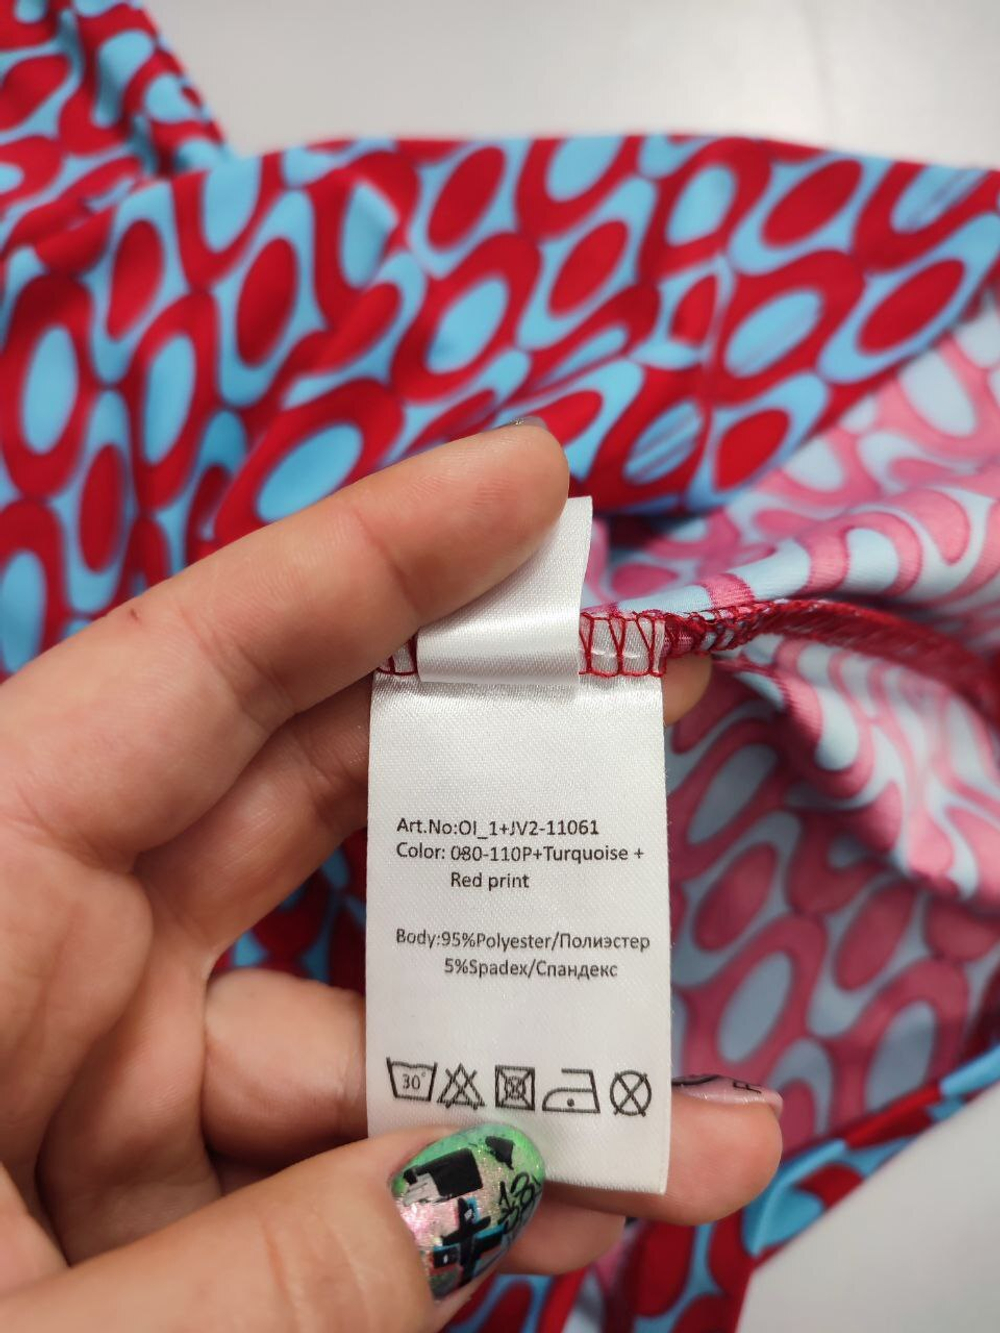 Art.No:OI_1+JV2-11061
Color: 080-110P+Turquoise +
Red print
Body:95%Polyester/Полиэстер
5%Spadex/Спандекс
30°